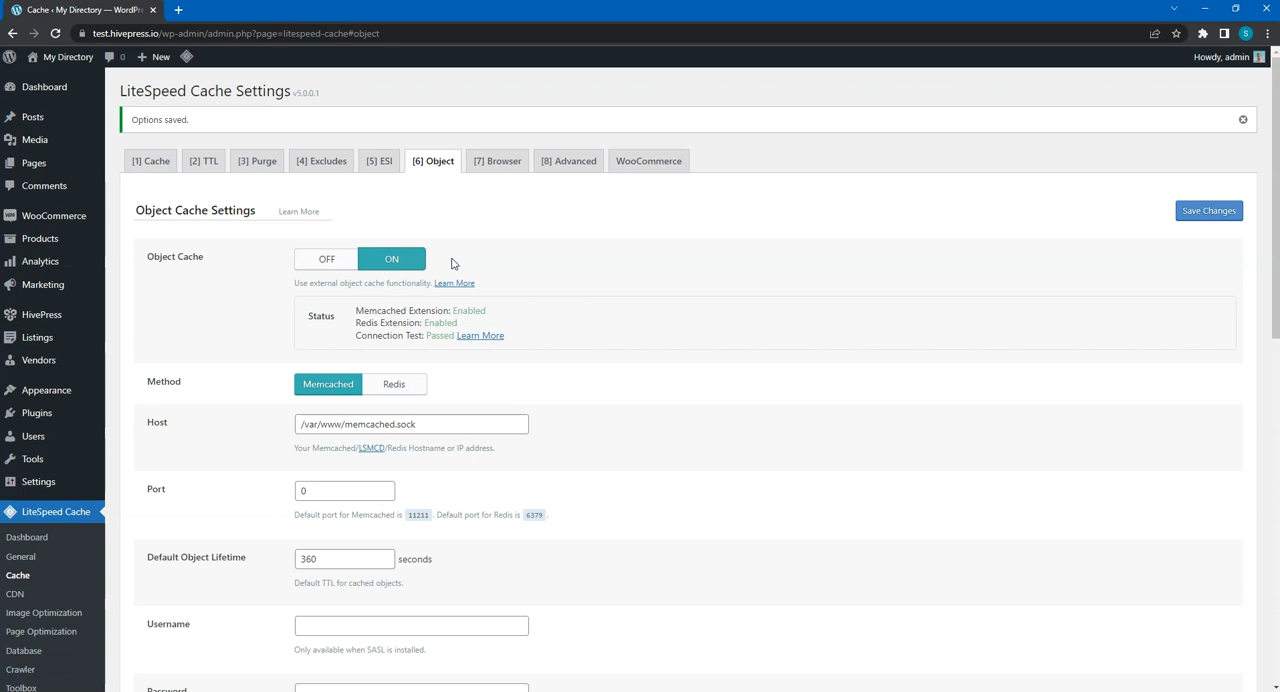 Cache ‹ My Directory — WordPr
test.hivepress.io/wp-admin/admin.php?page=litespeed-cache#object
S
My Directory
0
New
Howdy, admin
Dashboard
Posts
Media
Pages
Comments
WooCommerce
Products
Analytics
Marketing
HivePress
Listings
Vendors
Appearance
Plugins
Users
Tools
Settings
LiteSpeed Cache
Dashboard
General
Cache
CDN
Image Optimization
Page Optimization
Database
Crawler
Toolbox
LiteSpeed Cache Settings v5.0.0.1
Options saved.
[1] Cache
[2] TTL
[3] Purge
[4] Excludes
[5] ESI
[6] Object
[7] Browser
[8] Advanced
WooCommerce
Object Cache Settings
Learn More
Save Changes
Object Cache
OFF
ON
Use external object cache functionality. Learn More
Status
Memcached Extension: Enabled
Redis Extension: Enabled
Connection Test: Passed Learn More
Method
Memcached
Redis
Host
/var/www/memcached.sock
Your Memcached/LSMCD/Redis Hostname or IP address.
Port
0
Default port for Memcached is 11211. Default port for Redis is 6379.
Default Object Lifetime
360 seconds
Default TTL for cached objects.
Username
Only available when SASL is installed.
Password